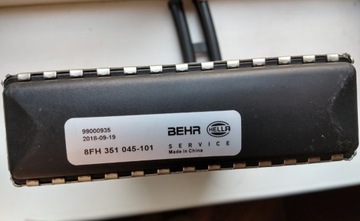 99000935
2018-09-19
8FH 351 045-101
BEHR HELLA
SERVICE
Made in China